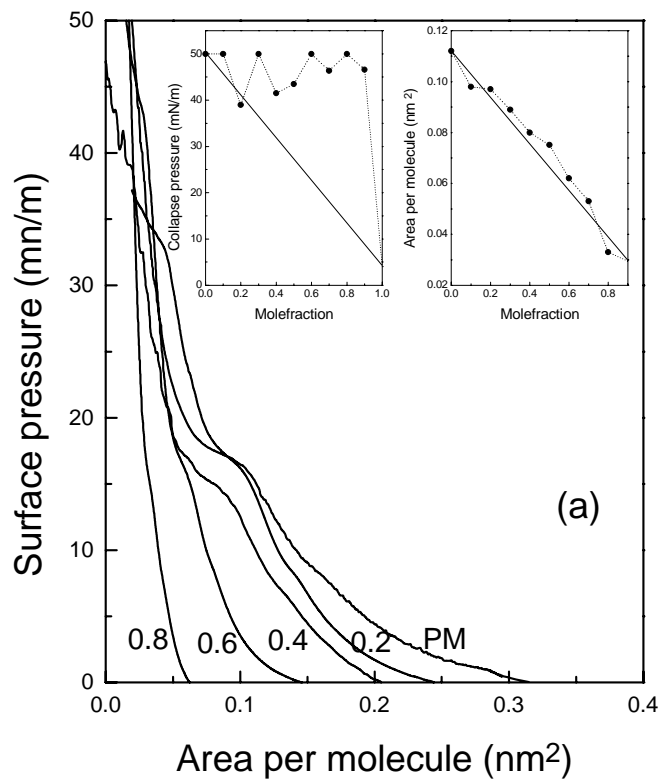 50
40
30
20
10
0
Surface pressure (mn/m)
0.0
0.1
0.2
0.3
0.4
Area per molecule (nm2)
0.8
0.6
0.4
0.2
PM
(a)
50
40
30
20
10
5
0
Collapse pressure (mN/m)
0.0 0.2 0.4 0.6 0.8 1.0
Molefraction
0.12
0.10
0.08
0.06
0.04
0.02
Area per molecule (nm 2)
0.0 0.2 0.4 0.6 0.8
Molefraction